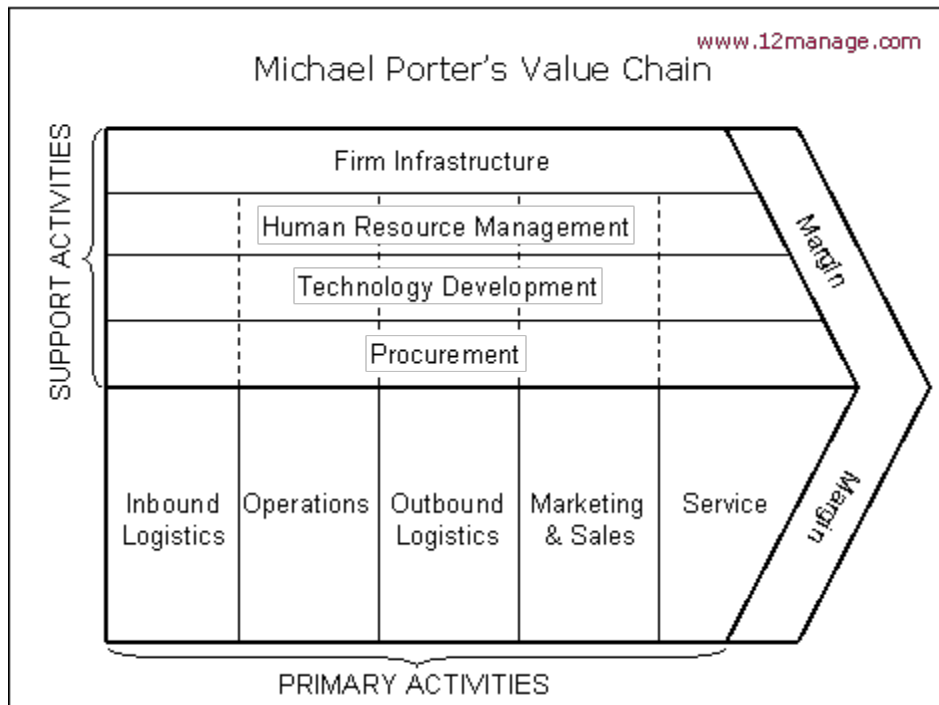 www.12manage.com
Michael Porter's Value Chain
SUPPORT ACTIVITIES
Firm Infrastructure
Human Resource Management
Technology Development
Procurement
Margin
Inbound
Logistics
Operations
Outbound
Logistics
Marketing
& Sales
Service
Margin
PRIMARY ACTIVITIES